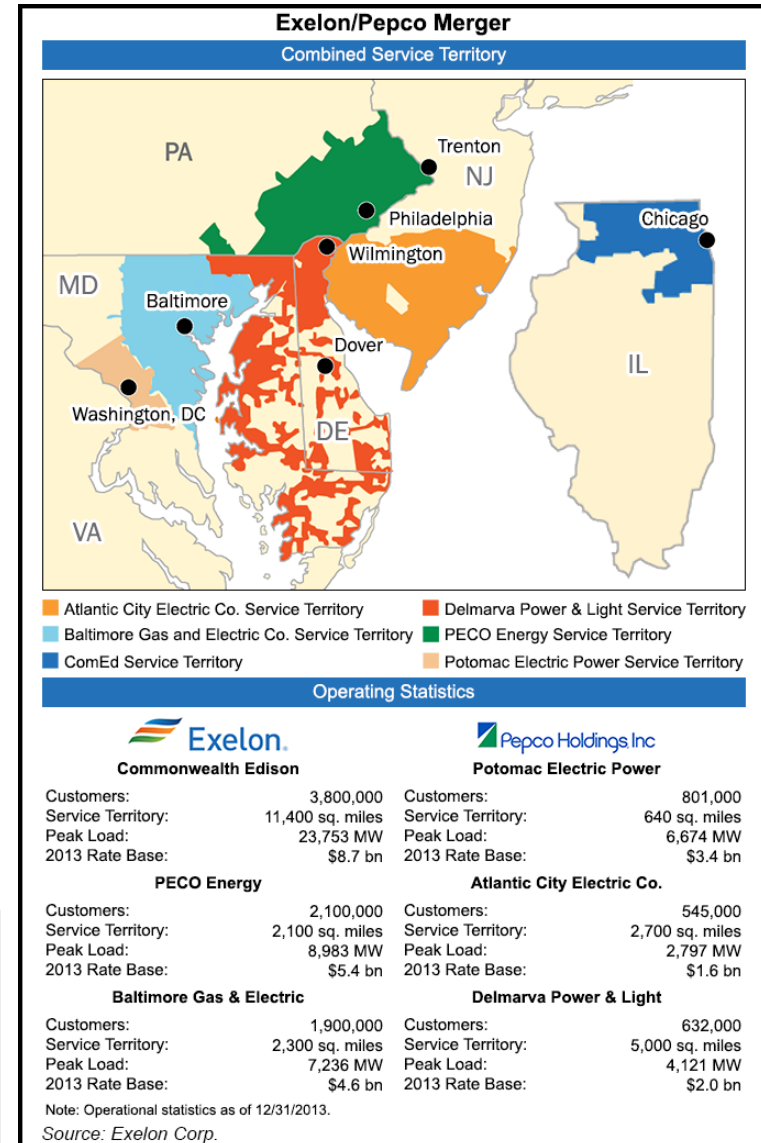 Exelon/Pepco Merger
Combined Service Territory
PA
Trenton
NJ
Philadelphia
Chicago
Wilmington
MD
Baltimore
Dover
IL
Washington, DC
DE
VA
Atlantic City Electric Co. Service Territory
Delmarva Power & Light Service Territory
Baltimore Gas and Electric Co. Service Territory
PECO Energy Service Territory
ComEd Service Territory
Potomac Electric Power Service Territory
Operating Statistics
Exelon.
Commonwealth Edison
Customers: 3,800,000
Service Territory: 11,400 sq. miles
Peak Load: 23,753 MW
2013 Rate Base: $8.7 bn
PECO Energy
Customers: 2,100,000
Service Territory: 2,100 sq. miles
Peak Load: 8,983 MW
2013 Rate Base: $5.4 bn
Baltimore Gas & Electric
Customers: 1,900,000
Service Territory: 2,300 sq. miles
Peak Load: 7,236 MW
2013 Rate Base: $4.6 bn
Pepco Holdings, Inc
Potomac Electric Power
Customers: 801,000
Service Territory: 640 sq. miles
Peak Load: 6,674 MW
2013 Rate Base: $3.4 bn
Atlantic City Electric Co.
Customers: 545,000
Service Territory: 2,700 sq. miles
Peak Load: 2,797 MW
2013 Rate Base: $1.6 bn
Delmarva Power & Light
Customers: 632,000
Service Territory: 5,000 sq. miles
Peak Load: 4,121 MW
2013 Rate Base: $2.0 bn
Note: Operational statistics as of 12/31/2013.
Source: Exelon Corp.